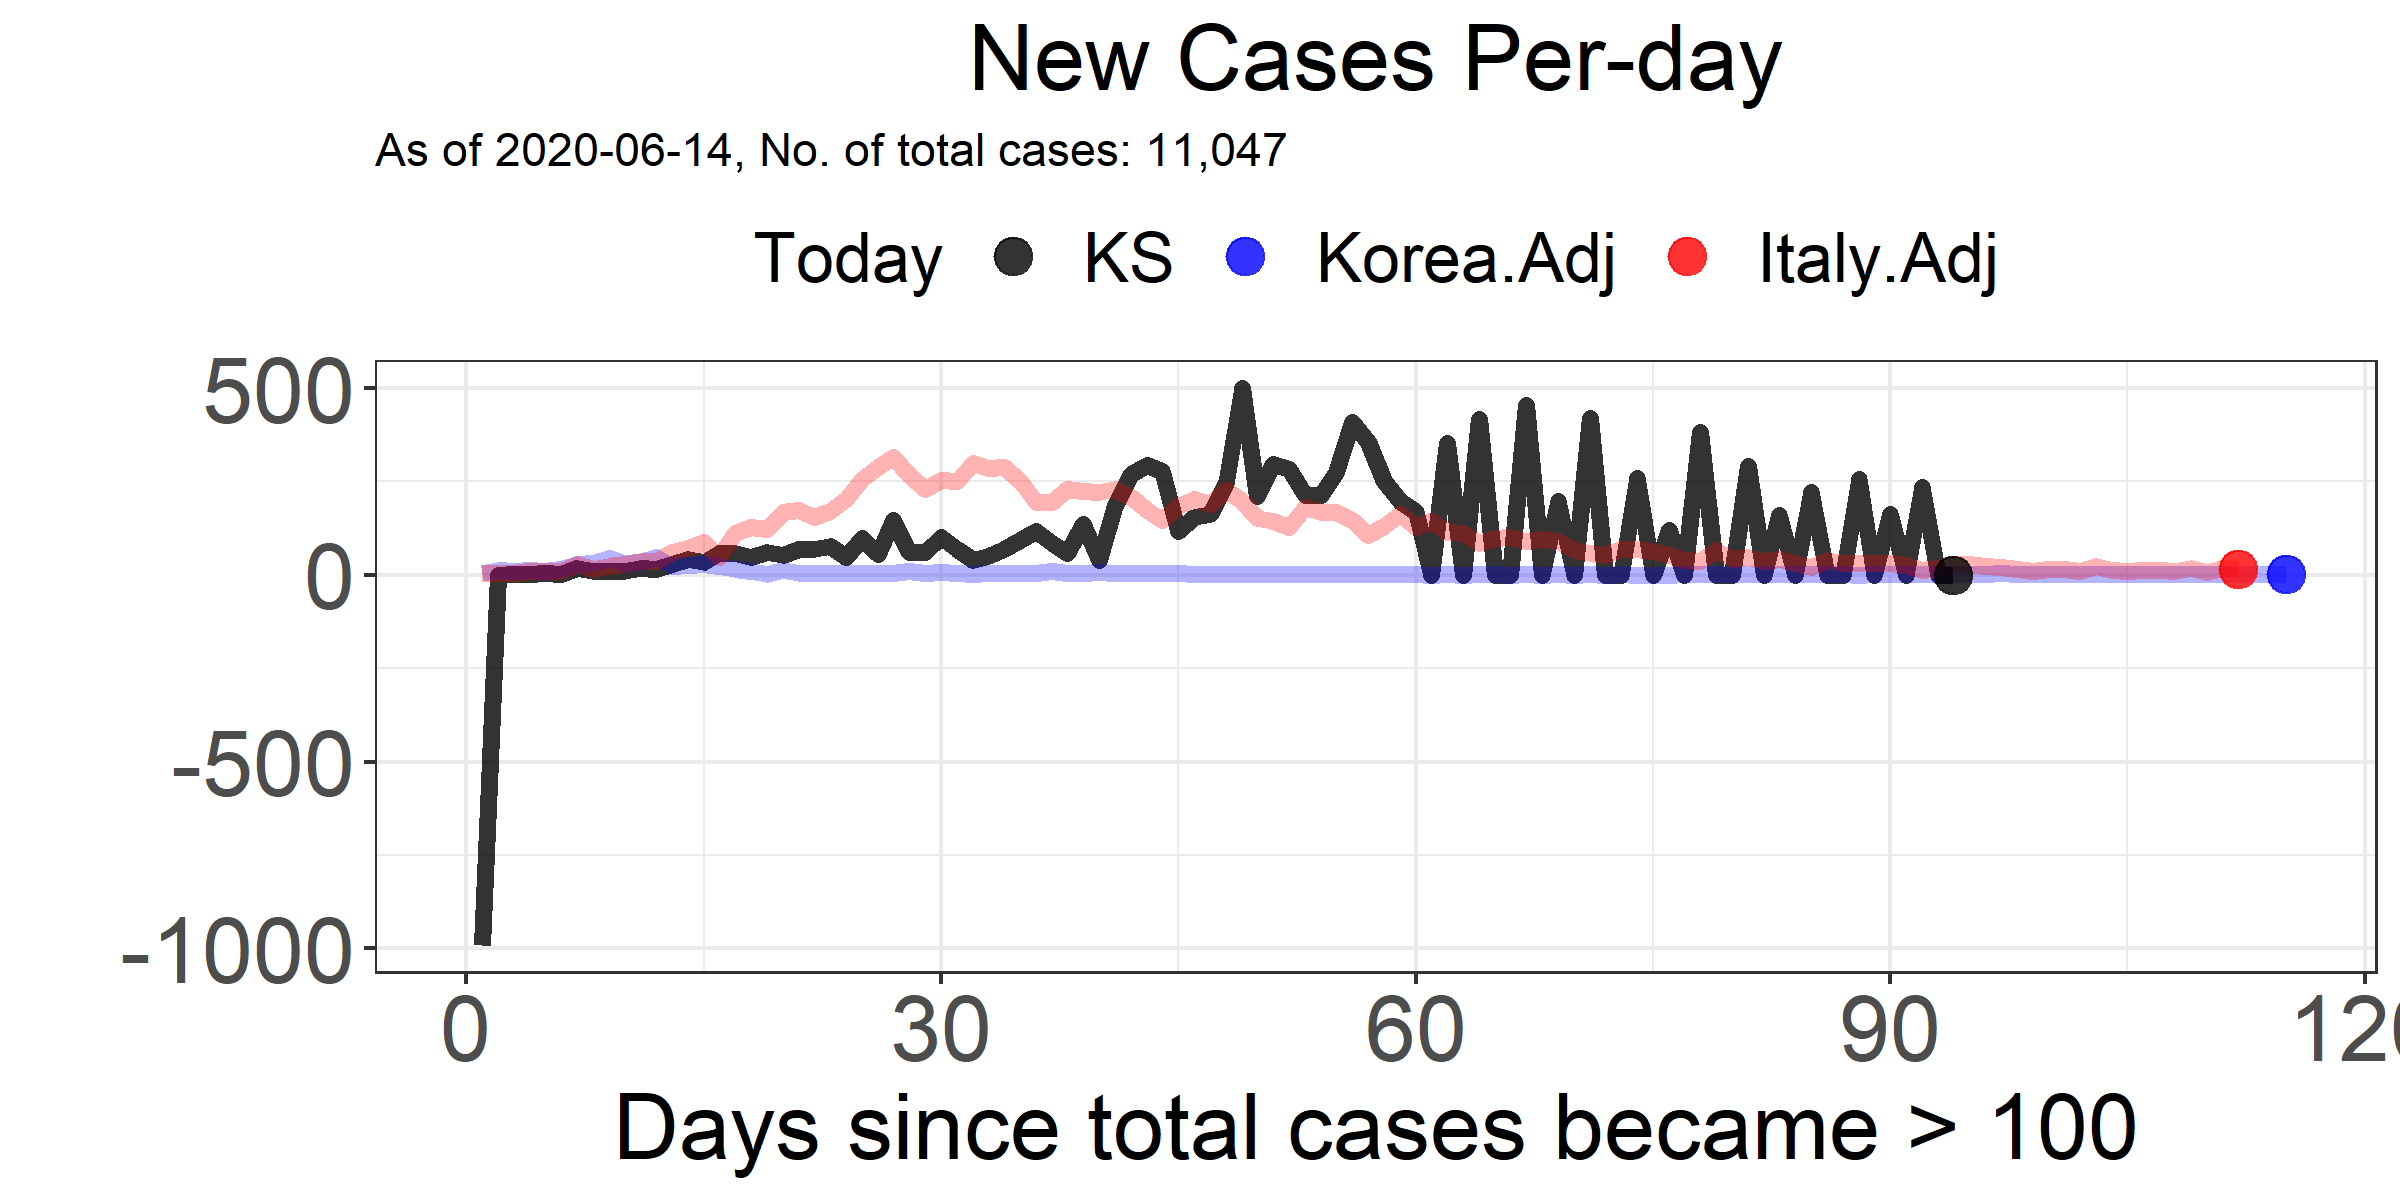 New Cases Per-day
As of 2020-06-14, No. of total cases: 11,047
Today KS Korea.Adj Italy.Adj
500
0
-500
-1000
0 30 60 90 120
Days since total cases became > 100